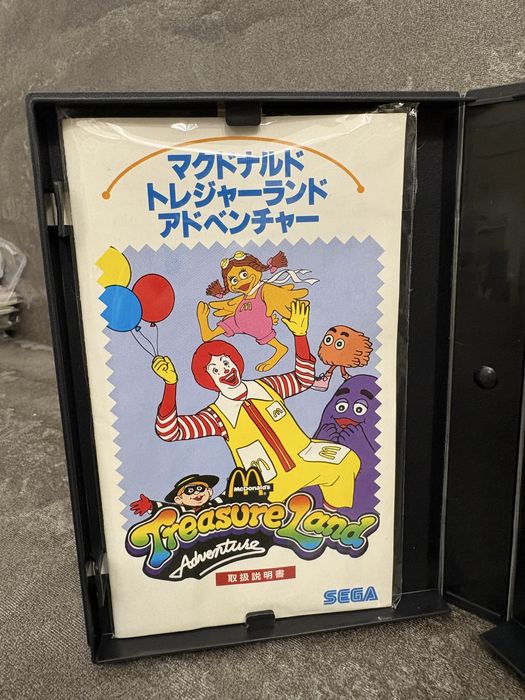 マクドナルド
トレジャーランド
アドベンチャー
McDonald's
Treasure Land
Adventure
取扱説明書
SEGA